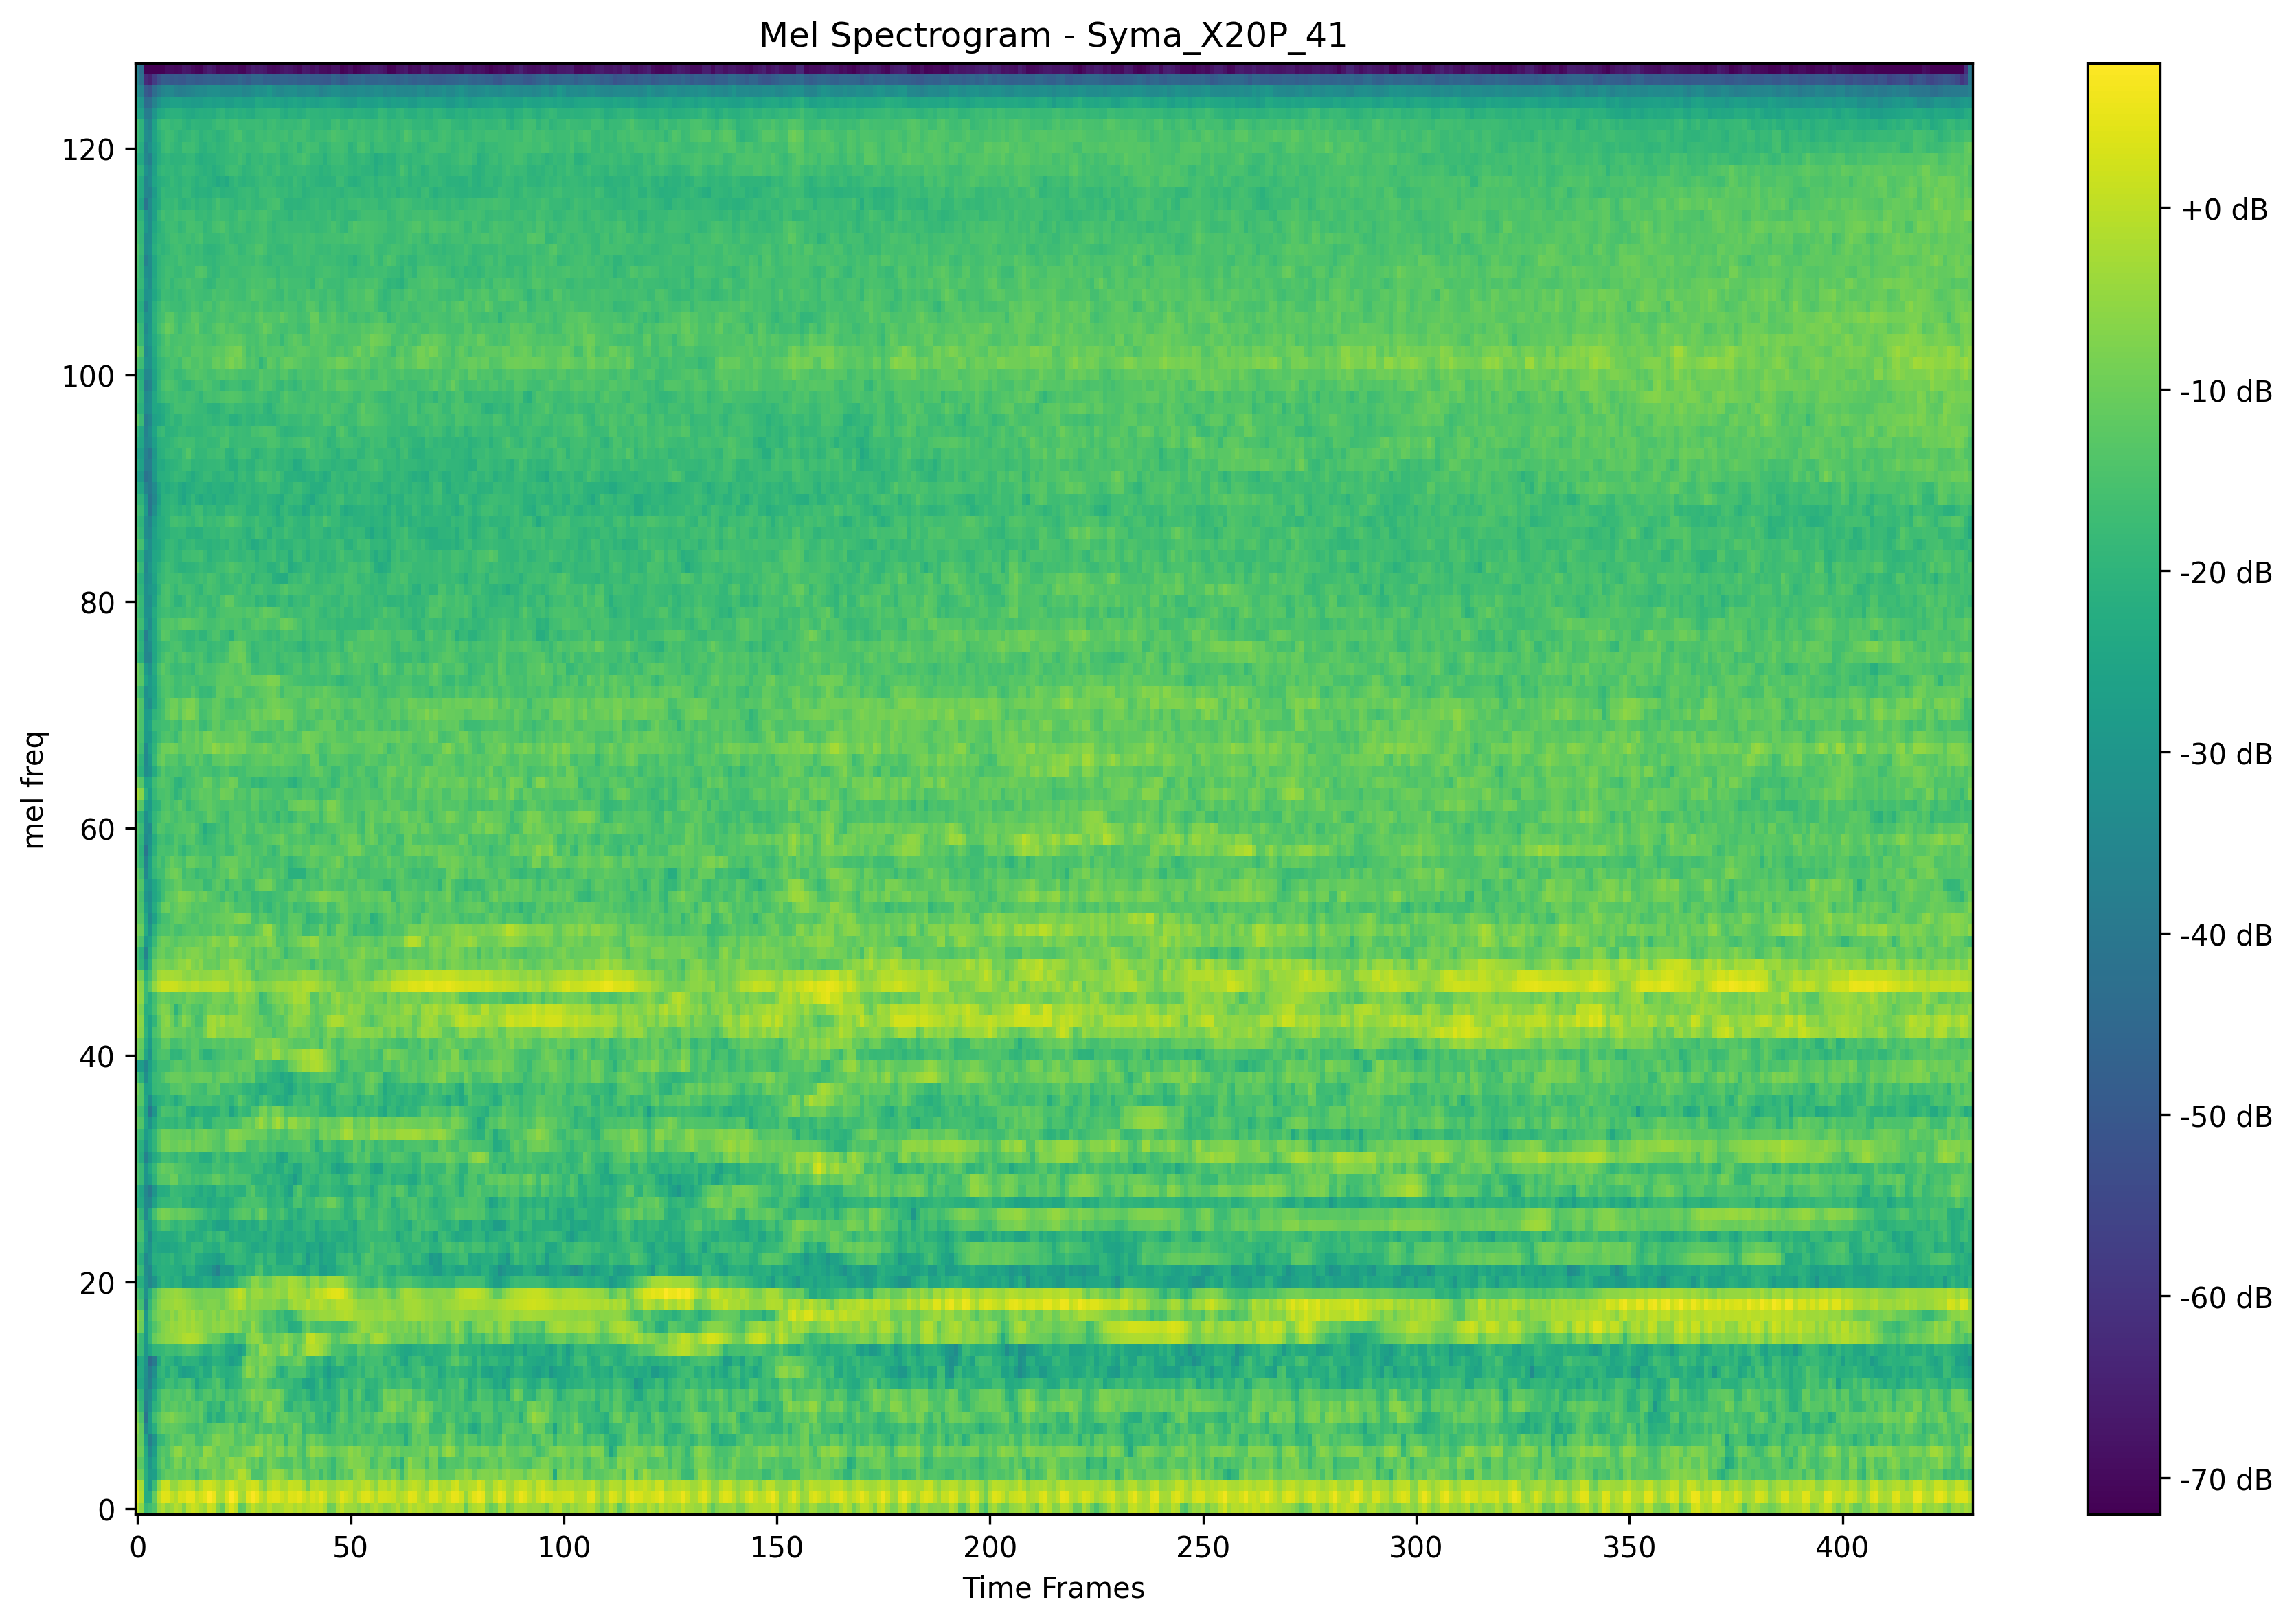 Mel Spectrogram - Syma_X20P_41
120
100
80
60
40
20
0
mel freq
0 50 100 150 200 250 300 350 400
Time Frames
+0 dB
-10 dB
-20 dB
-30 dB
-40 dB
-50 dB
-60 dB
-70 dB